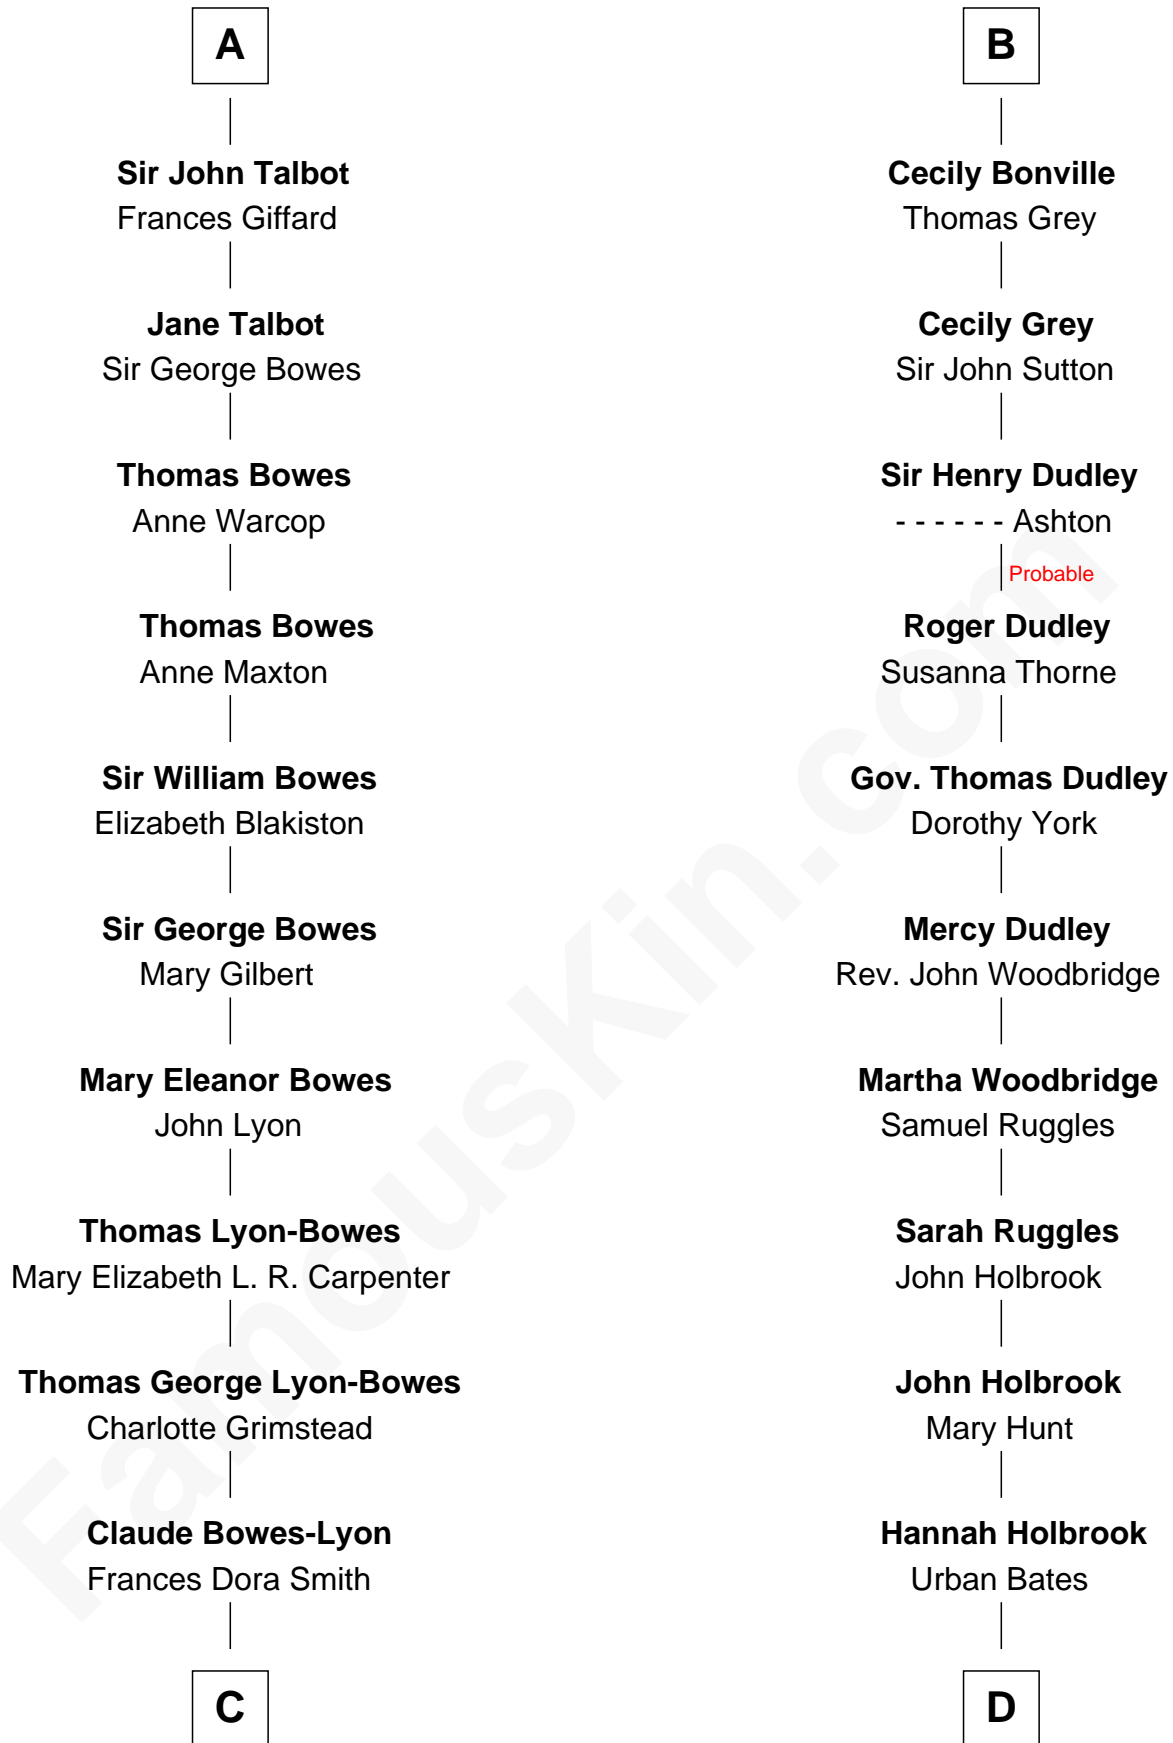 A
Sir John Talbot
Frances Giffard
Jane Talbot
Sir George Bowes
Thomas Bowes
Anne Warcop
Thomas Bowes
Anne Maxton
Sir William Bowes
Elizabeth Blakiston
Sir George Bowes
Mary Gilbert
Mary Eleanor Bowes
John Lyon
Thomas Lyon-Bowes
Mary Elizabeth L. R. Carpenter
Thomas George Lyon-Bowes
Charlotte Grimstead
Claude Bowes-Lyon
Frances Dora Smith
C
B
Cecily Bonville
Thomas Grey
Cecily Grey
Sir John Sutton
Sir Henry Dudley
- - - - - - Ashton
Probable
Roger Dudley
Susanna Thorne
Gov. Thomas Dudley
Dorothy York
Mercy Dudley
Rev. John Woodbridge
Martha Woodbridge
Samuel Ruggles
Sarah Ruggles
John Holbrook
John Holbrook
Mary Hunt
Hannah Holbrook
Urban Bates
D
FamousKin.com